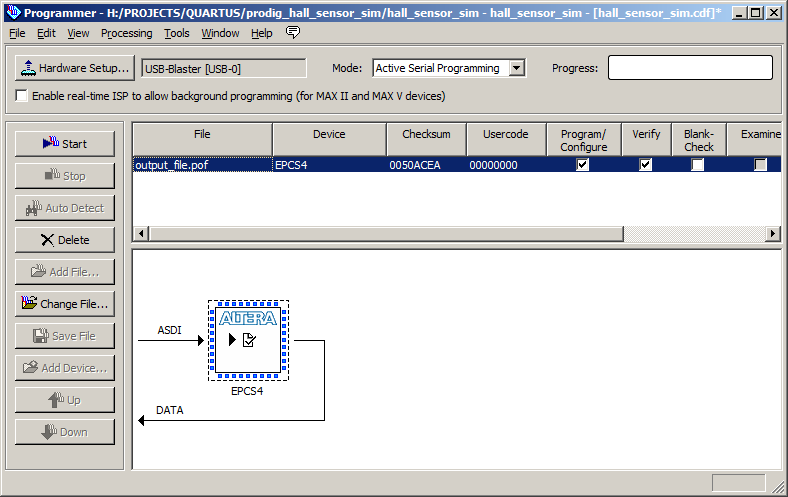 Programmer - H:/PROJECTS/QUARTUS/prodig_hall_sensor_sim/hall_sensor_sim - hall_sensor_sim - [hall_sensor_sim.cdf]*
File Edit View Processing Tools Window Help
Hardware Setup... USB-Blaster [USB-0] Mode: Active Serial Programming Progress:
Enable real-time ISP to allow background programming (for MAX II and MAX V devices)
Start
Stop
Auto Detect
Delete
Add File...
Change File...
Save File
Add Device...
Up
Down
File Device Checksum Usercode Program/ Verify Blank- Examine
Configure Check
output_file.pof EPCS4 0050ACEA 00000000
ALTERA
ASDI
EPCS4
DATA